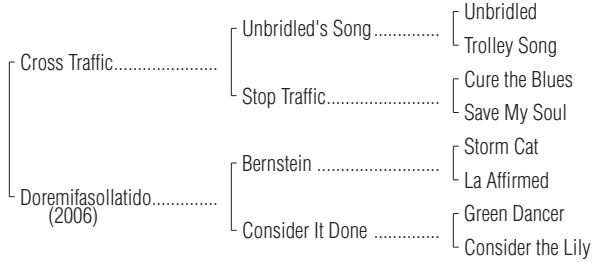 Unbridled
Unbridled's Song..............
Trolley Song
Cross Traffic......................
Cure the Blues
Stop Traffic........................
Save My Soul
Storm Cat
Bernstein ..........................
La Affirmed
Doremifasollatido..............
(2006)
Green Dancer
Consider It Done ..............
Consider the Lily